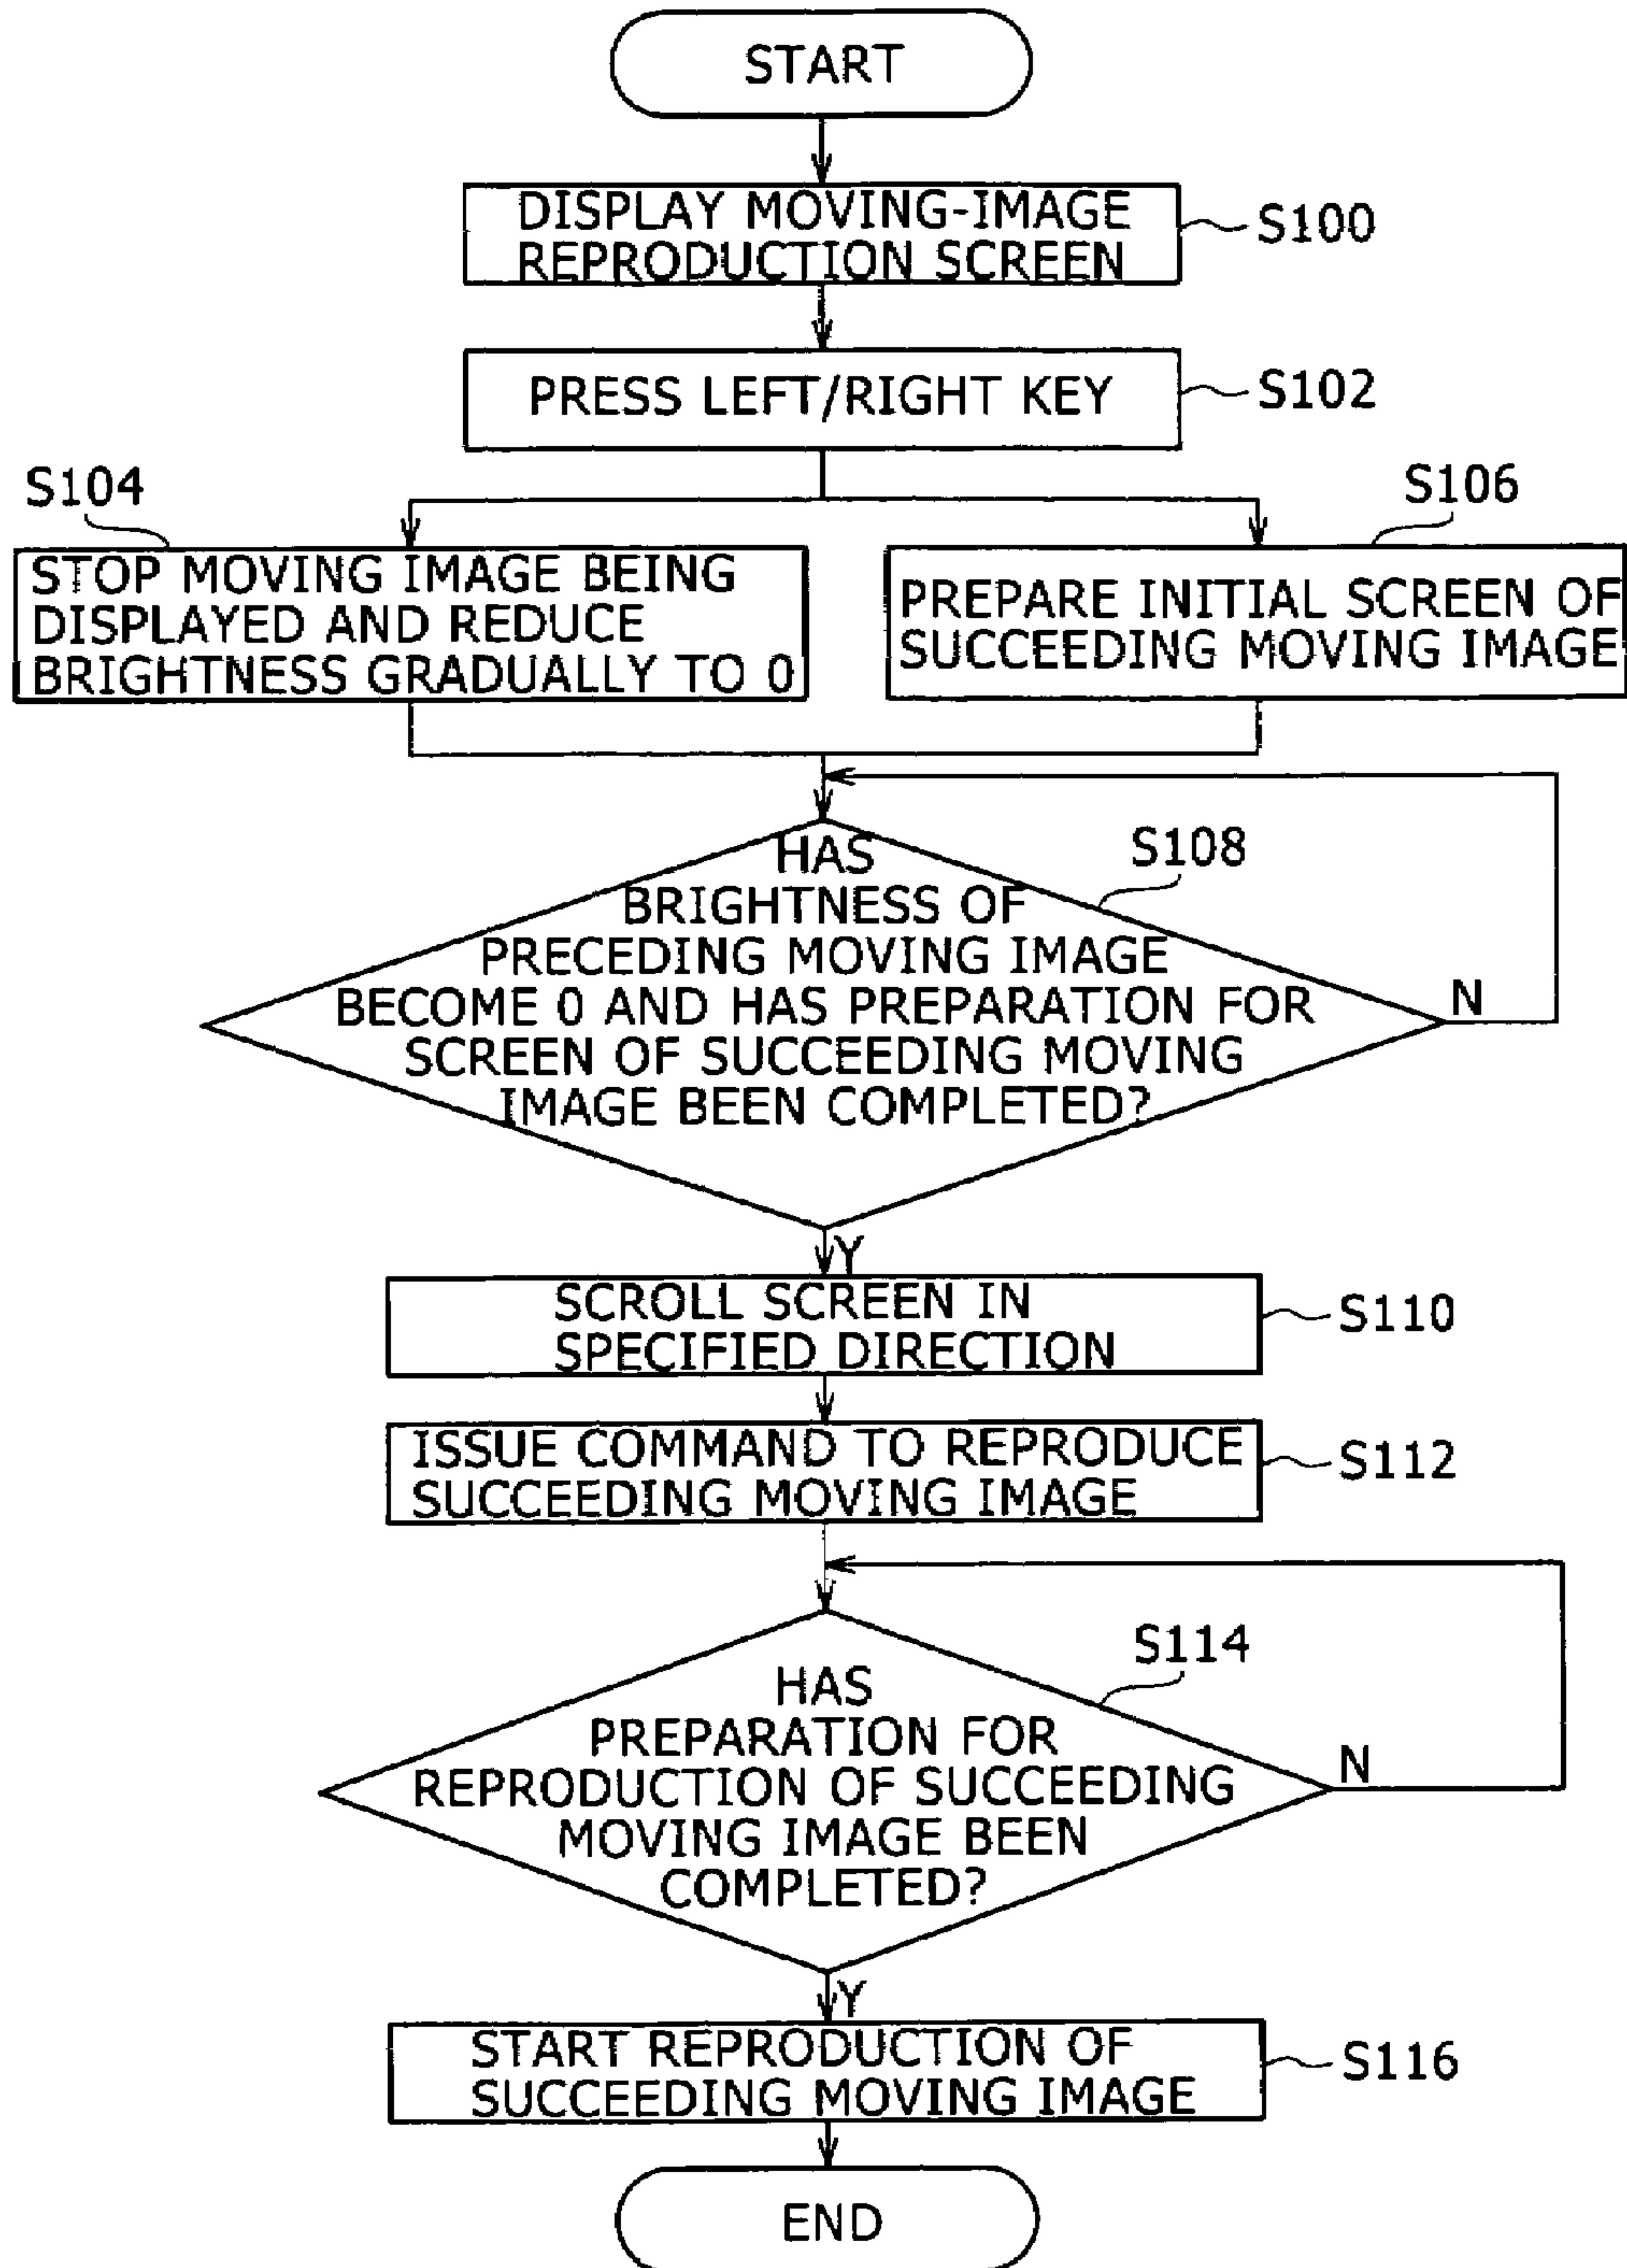 START
DISPLAY MOVING-IMAGE
REPRODUCTION SCREEN
S100
PRESS LEFT/RIGHT KEY
S102
S104
STOP MOVING IMAGE BEING
DISPLAYED AND REDUCE
BRIGHTNESS GRADUALLY TO 0
S106
PREPARE INITIAL SCREEN OF
SUCCEEDING MOVING IMAGE
S108
HAS
BRIGHTNESS OF
PRECEDING MOVING IMAGE
BECOME 0 AND HAS PREPARATION FOR
SCREEN OF SUCCEEDING MOVING
IMAGE BEEN COMPLETED?
N
Y
SCROLL SCREEN IN
SPECIFIED DIRECTION
S110
ISSUE COMMAND TO REPRODUCE
SUCCEEDING MOVING IMAGE
S112
S114
HAS
PREPARATION FOR
REPRODUCTION OF SUCCEEDING
MOVING IMAGE BEEN
COMPLETED?
N
Y
START REPRODUCTION OF
SUCCEEDING MOVING IMAGE
S116
END